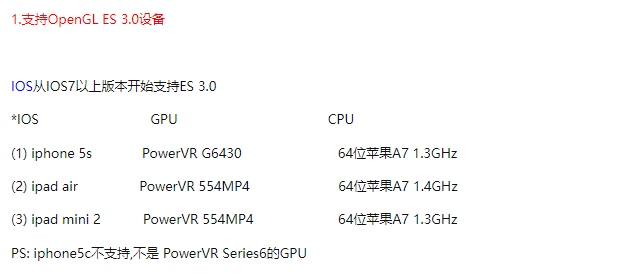 1.支持OpenGL ES 3.0设备
IOS从IOS7以上版本开始支持ES 3.0
*IOS GPU CPU
(1) iphone 5s PowerVR G6430 64位苹果A7 1.3GHz
(2) ipad air PowerVR 554MP4 64位苹果A7 1.4GHz
(3) ipad mini 2 PowerVR 554MP4 64位苹果A7 1.3GHz
PS: iphone5c不支持,不是 PowerVR Series6的GPU